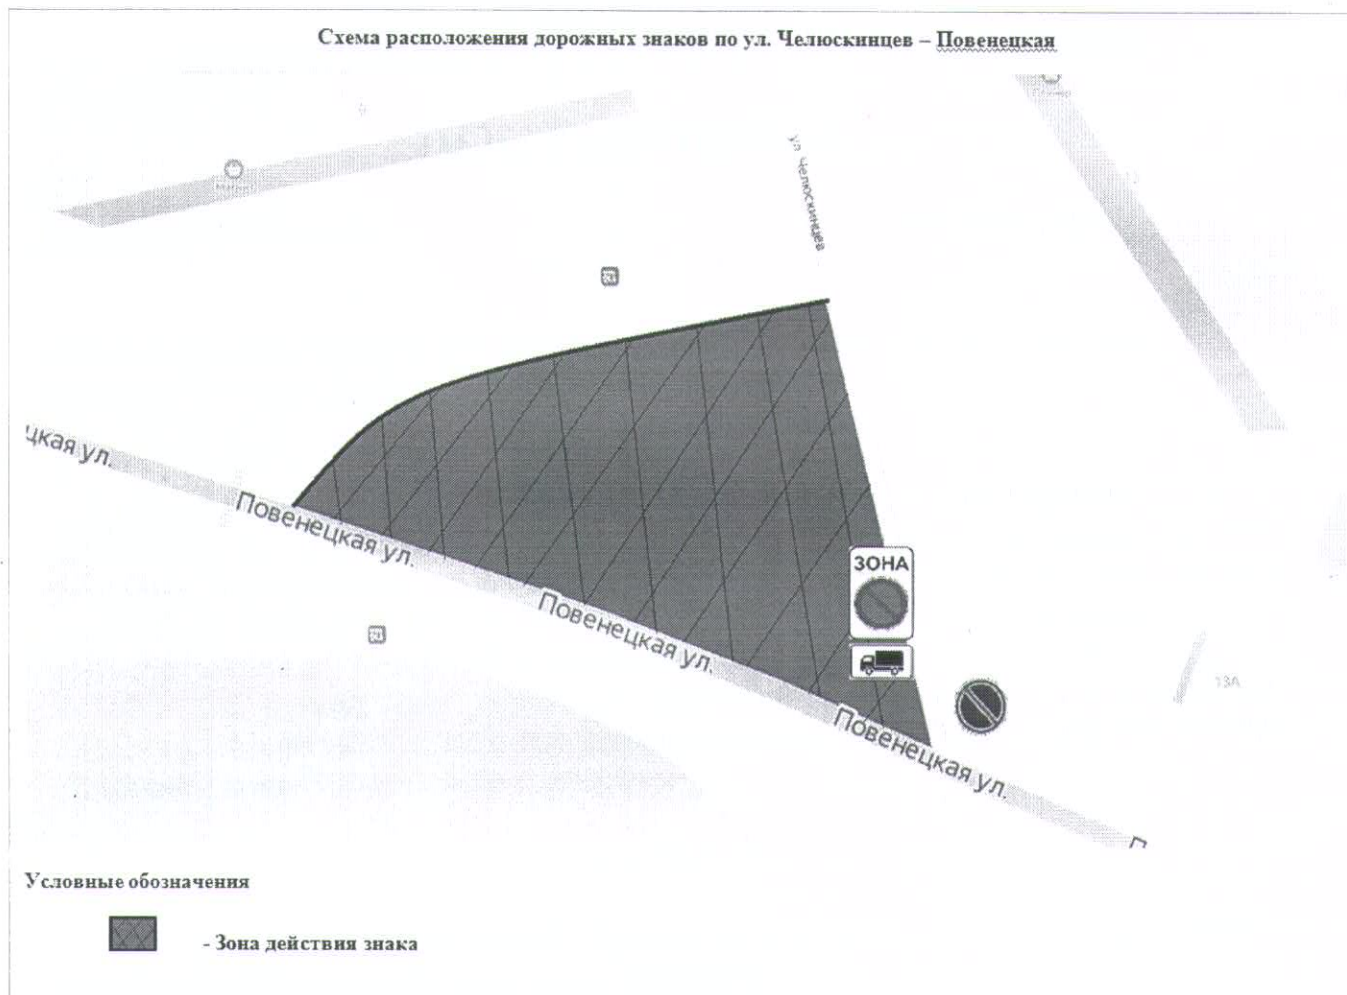 Схема расположения дорожных знаков по ул. Челюскинцев – Повенецкая
ул Челюскинцев
цкая ул.
Повенецкая ул.
Повенецкая ул.
ЗОНА
Повенецкая ул.
13А
П
Условные обозначения
- Зона действия знака